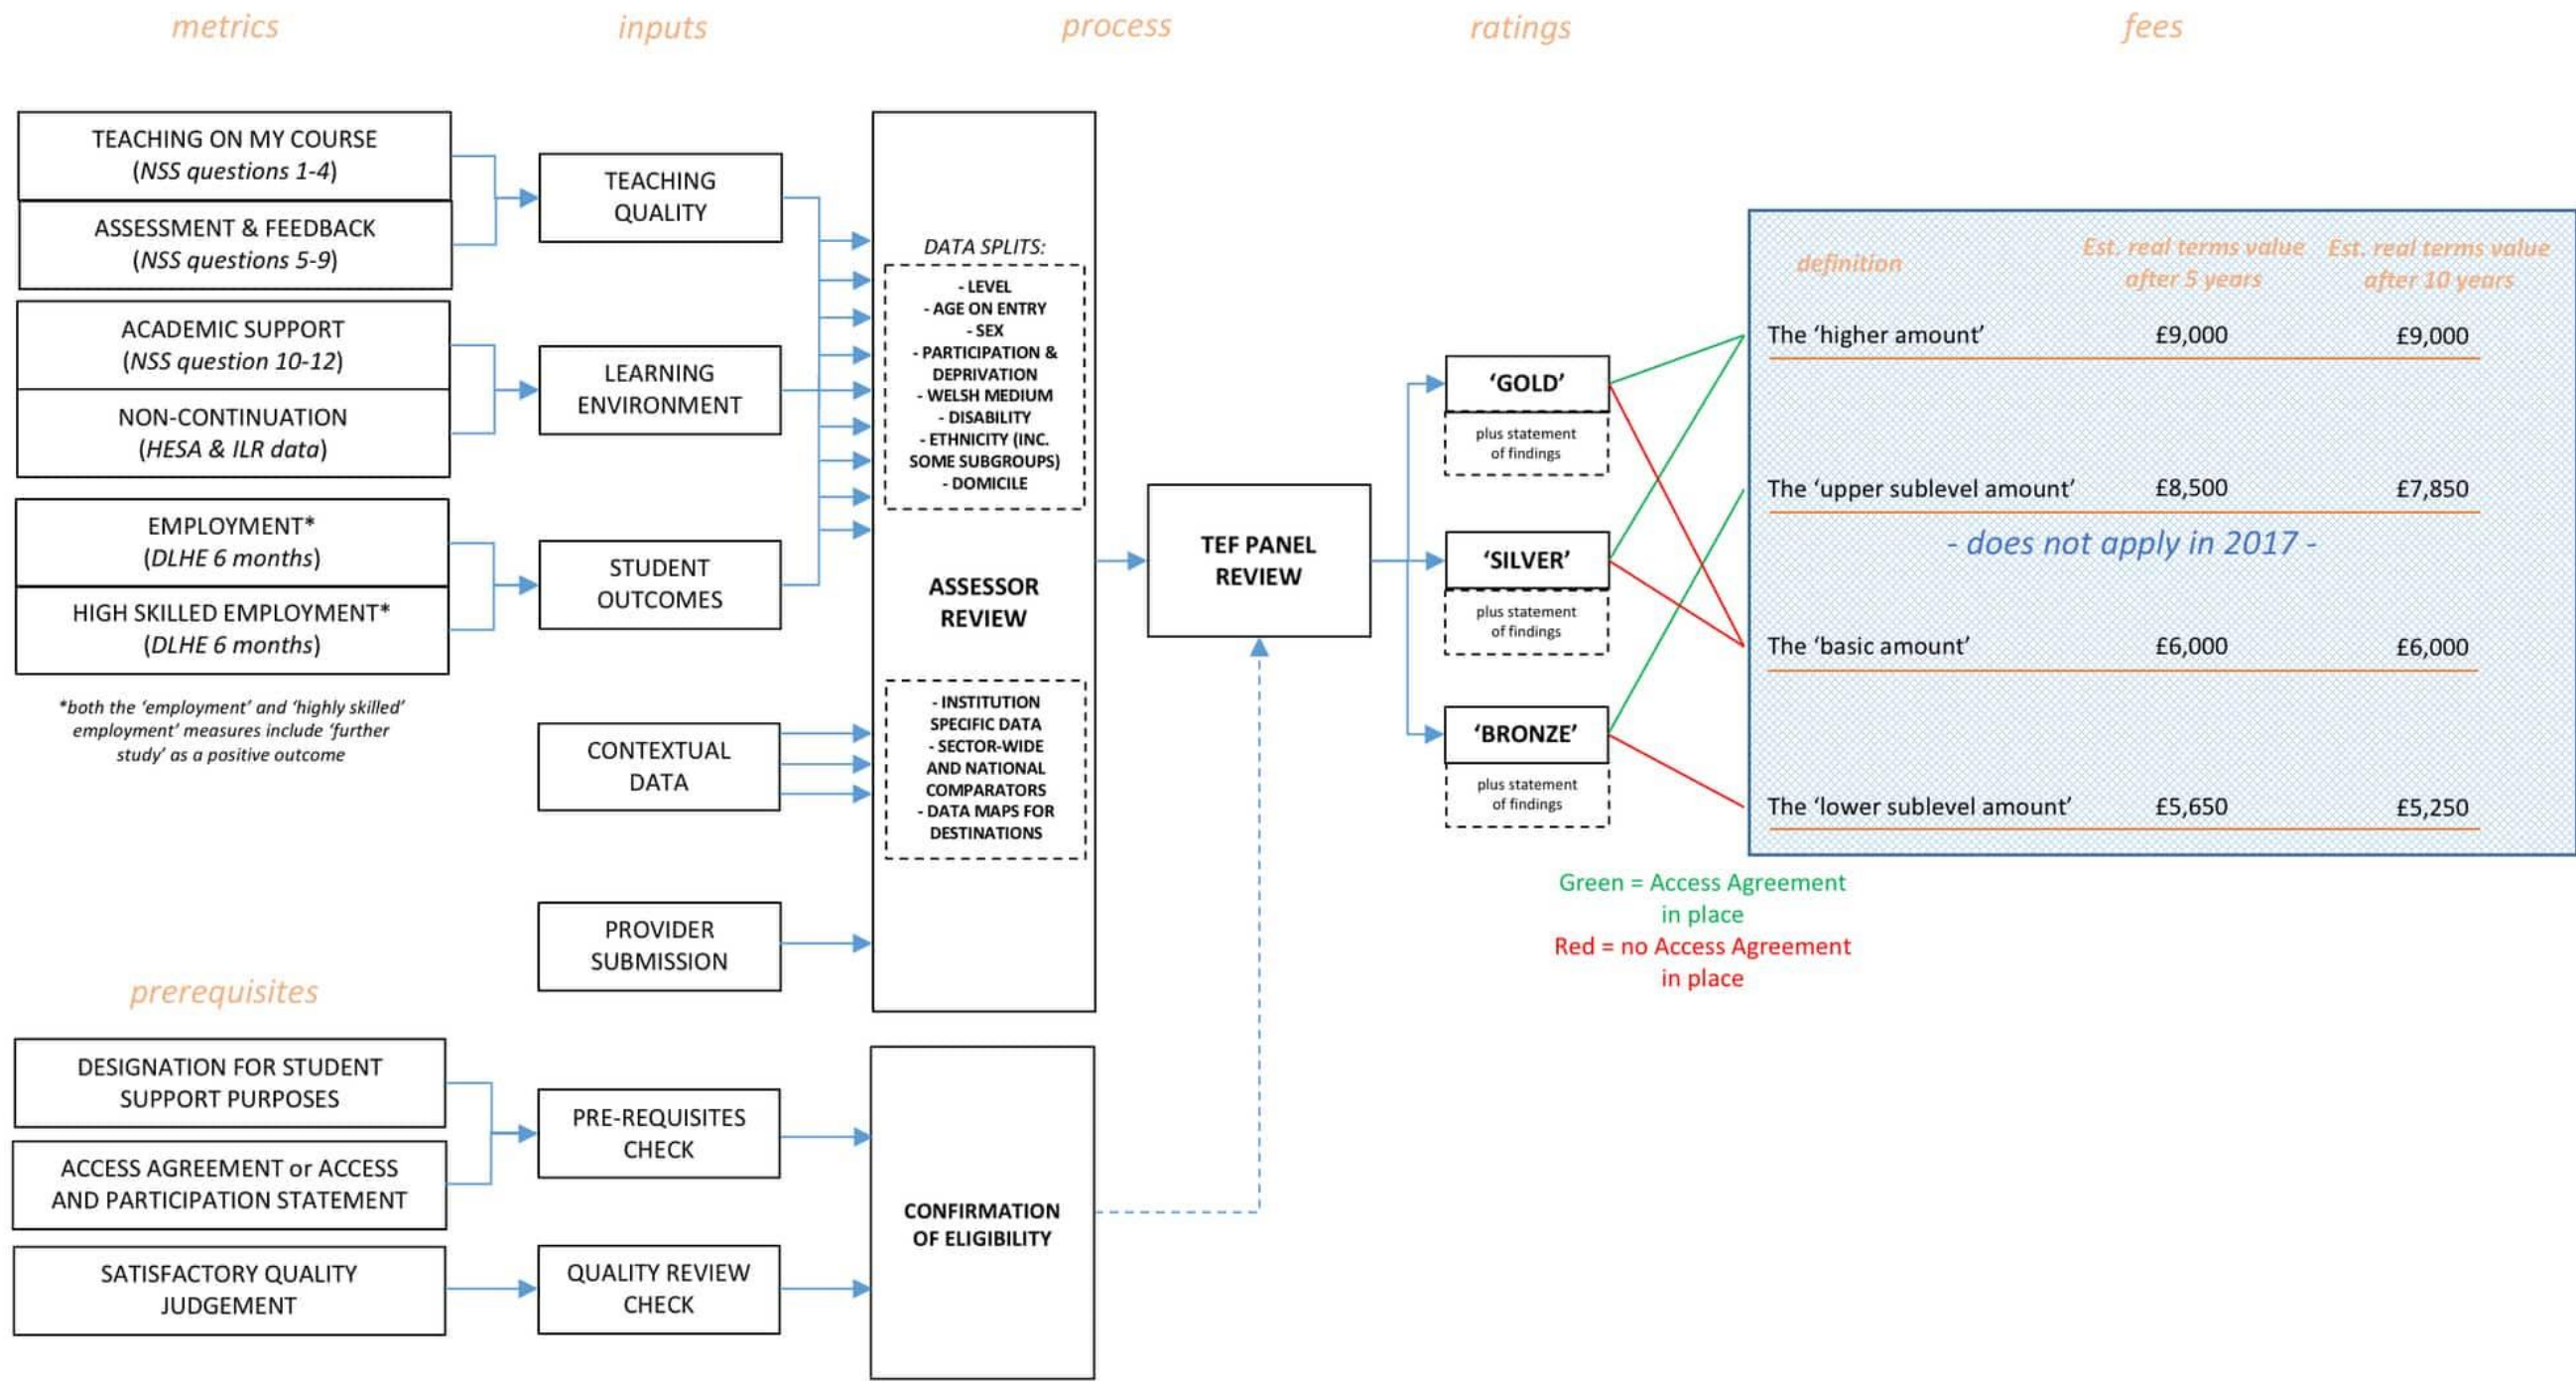 metrics
inputs
process
ratings
fees
TEACHING ON MY COURSE
(NSS questions 1-4)
ASSESSMENT & FEEDBACK
(NSS questions 5-9)
ACADEMIC SUPPORT
(NSS question 10-12)
NON-CONTINUATION
(HESA & ILR data)
EMPLOYMENT*
(DLHE 6 months)
HIGH SKILLED EMPLOYMENT*
(DLHE 6 months)
*both the ‘employment’ and ‘highly skilled’
employment’ measures include ‘further
study’ as a positive outcome
prerequisites
DESIGNATION FOR STUDENT
SUPPORT PURPOSES
ACCESS AGREEMENT or ACCESS
AND PARTICIPATION STATEMENT
SATISFACTORY QUALITY
JUDGEMENT
TEACHING
QUALITY
LEARNING
ENVIRONMENT
STUDENT
OUTCOMES
CONTEXTUAL
DATA
PROVIDER
SUBMISSION
PRE-REQUISITES
CHECK
QUALITY REVIEW
CHECK
DATA SPLITS:
- LEVEL
- AGE ON ENTRY
- SEX
- PARTICIPATION &
DEPRIVATION
- WELSH MEDIUM
- DISABILITY
- ETHNICITY (INC.
SOME SUBGROUPS)
- DOMICILE
ASSESSOR
REVIEW
- INSTITUTION
SPECIFIC DATA
- SECTOR-WIDE
AND NATIONAL
COMPARATORS
- DATA MAPS FOR
DESTINATIONS
CONFIRMATION
OF ELIGIBILITY
TEF PANEL
REVIEW
‘GOLD’
plus statement
of findings
‘SILVER’
plus statement
of findings
‘BRONZE’
plus statement
of findings
Green = Access Agreement
in place
Red = no Access Agreement
in place
definition
Est. real terms value
after 5 years
Est. real terms value
after 10 years
The ‘higher amount’ £9,000 £9,000
The ‘upper sublevel amount’ £8,500 £7,850
- does not apply in 2017 -
The ‘basic amount’ £6,000 £6,000
The ‘lower sublevel amount’ £5,650 £5,250